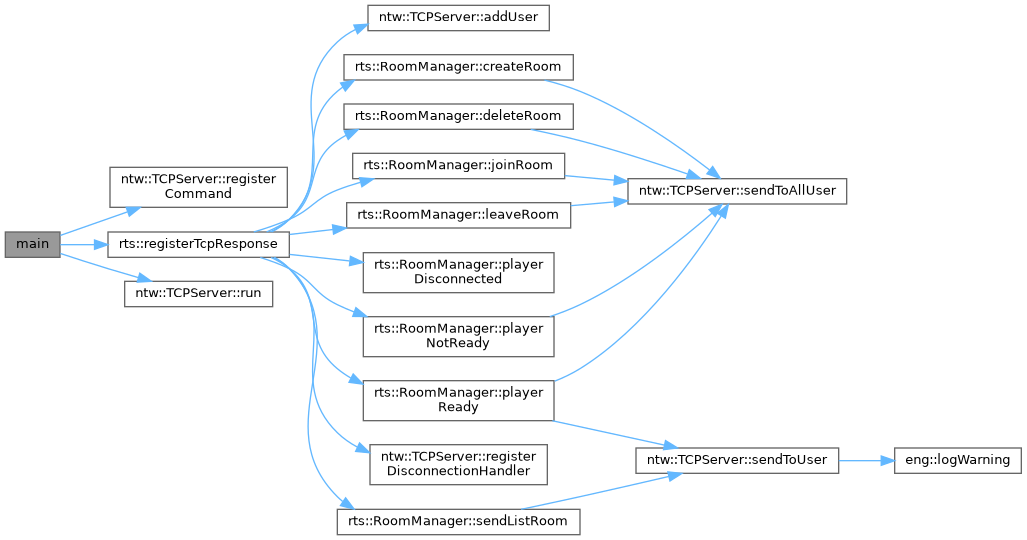 main
ntw::TCPServer::register
Command
rts::registerTcpResponse
ntw::TCPServer::run
ntw::TCPServer::addUser
rts::RoomManager::createRoom
rts::RoomManager::deleteRoom
rts::RoomManager::joinRoom
rts::RoomManager::leaveRoom
rts::RoomManager::player
Disconnected
rts::RoomManager::player
NotReady
rts::RoomManager::player
Ready
ntw::TCPServer::register
DisconnectionHandler
rts::RoomManager::sendListRoom
ntw::TCPServer::sendToAllUser
ntw::TCPServer::sendToUser
eng::logWarning